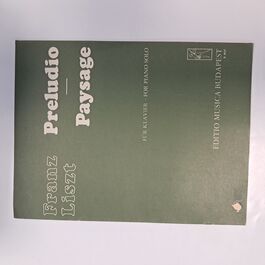 Franz
Liszt
Preludio
Paysage
FÜR KLAVIER · FOR PIANO SOLO
EDITIO MUSICA BUDAPEST